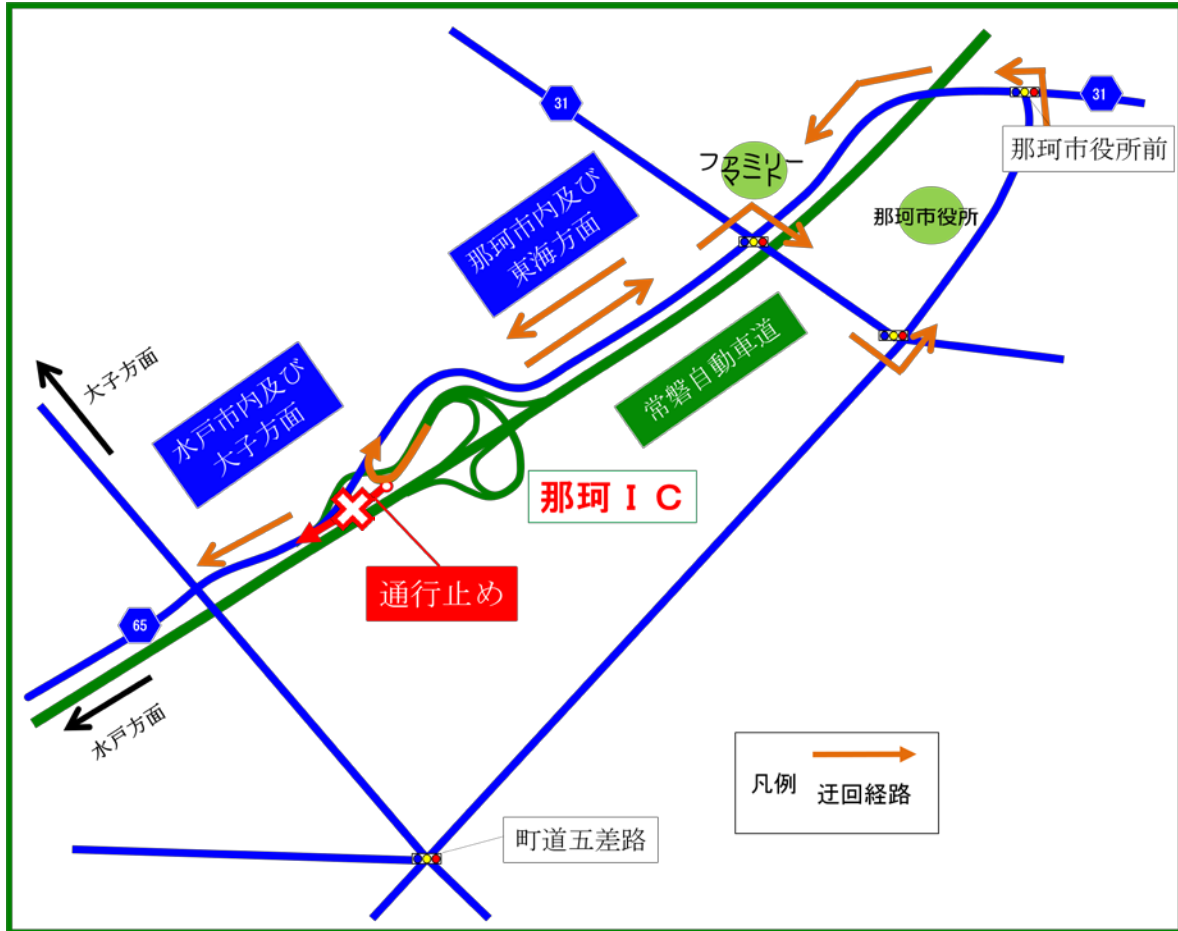 31
31
那珂市役所前
ファミリー
マート
那珂市役所
那珂市内及び
東海方面
常磐自動車道
大子方面
水戸市内及び
大子方面
那珂IC
通行止め
65
水戸方面
凡例
迂回経路
町道五差路